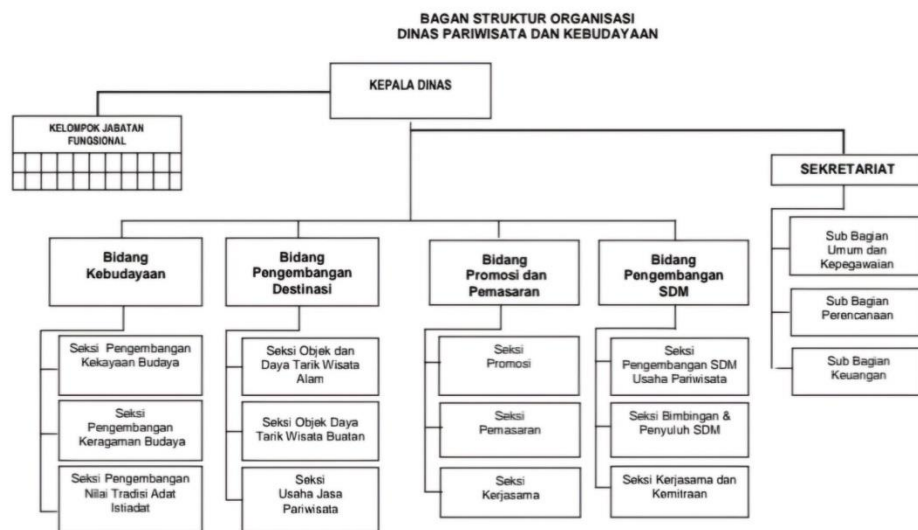 BAGAN STRUKTUR ORGANISASI
DINAS PARIWISATA DAN KEBUDAYAAN
KEPALA DINAS
KELOMPOK JABATAN
FUNGSIONAL
SEKRETARIAT
Sub Bagian
Umum dan
Kepegawaian
Sub Bagian
Perencanaan
Sub Bagian
Keuangan
Bidang
Kebudayaan
Seksi Pengembangan
Kekayaan Budaya
Seksi
Pengembangan
Keragaman Budaya
Seksi Pengembangan
Nilai Tradisi Adat
Istiadat
Bidang
Pengembangan
Destinasi
Seksi Objek dan
Daya Tarik Wisata
Alam
Seksi Objek Daya
Tarik Wisata Buatan
Seksi
Usaha Jasa
Pariwisata
Bidang
Promosi dan
Pemasaran
Seksi
Promosi
Seksi
Pemasaran
Seksi
Kerjasama
Bidang
Pengembangan
SDM
Seksi
Pengembangan SDM
Usaha Pariwisata
Seksi Bimbingan &
Penyuluh SDM
Seksi Kerjasama dan
Kemitraan